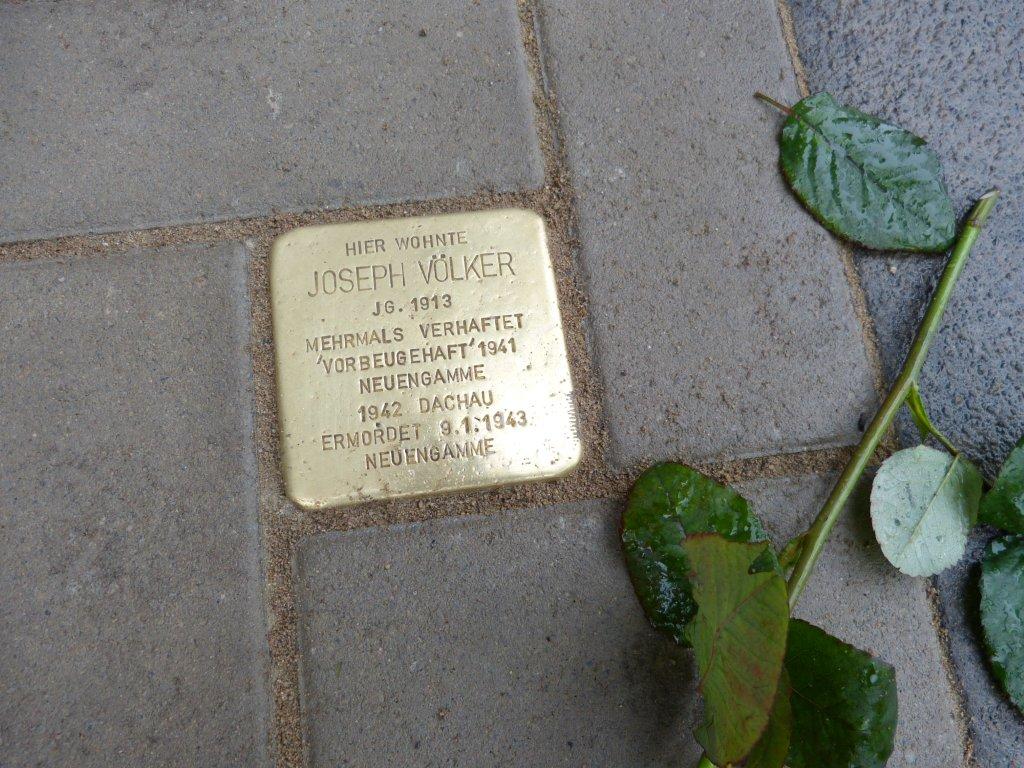 HIER WOHNTE
JOSEPH VÖLKER
JG. 1913
MEHRMALS VERHAFTET
'VORBEUGEHAFT' 1941
NEUENGAMME
1942 DACHAU
ERMORDET 9.1.1943
NEUENGAMME